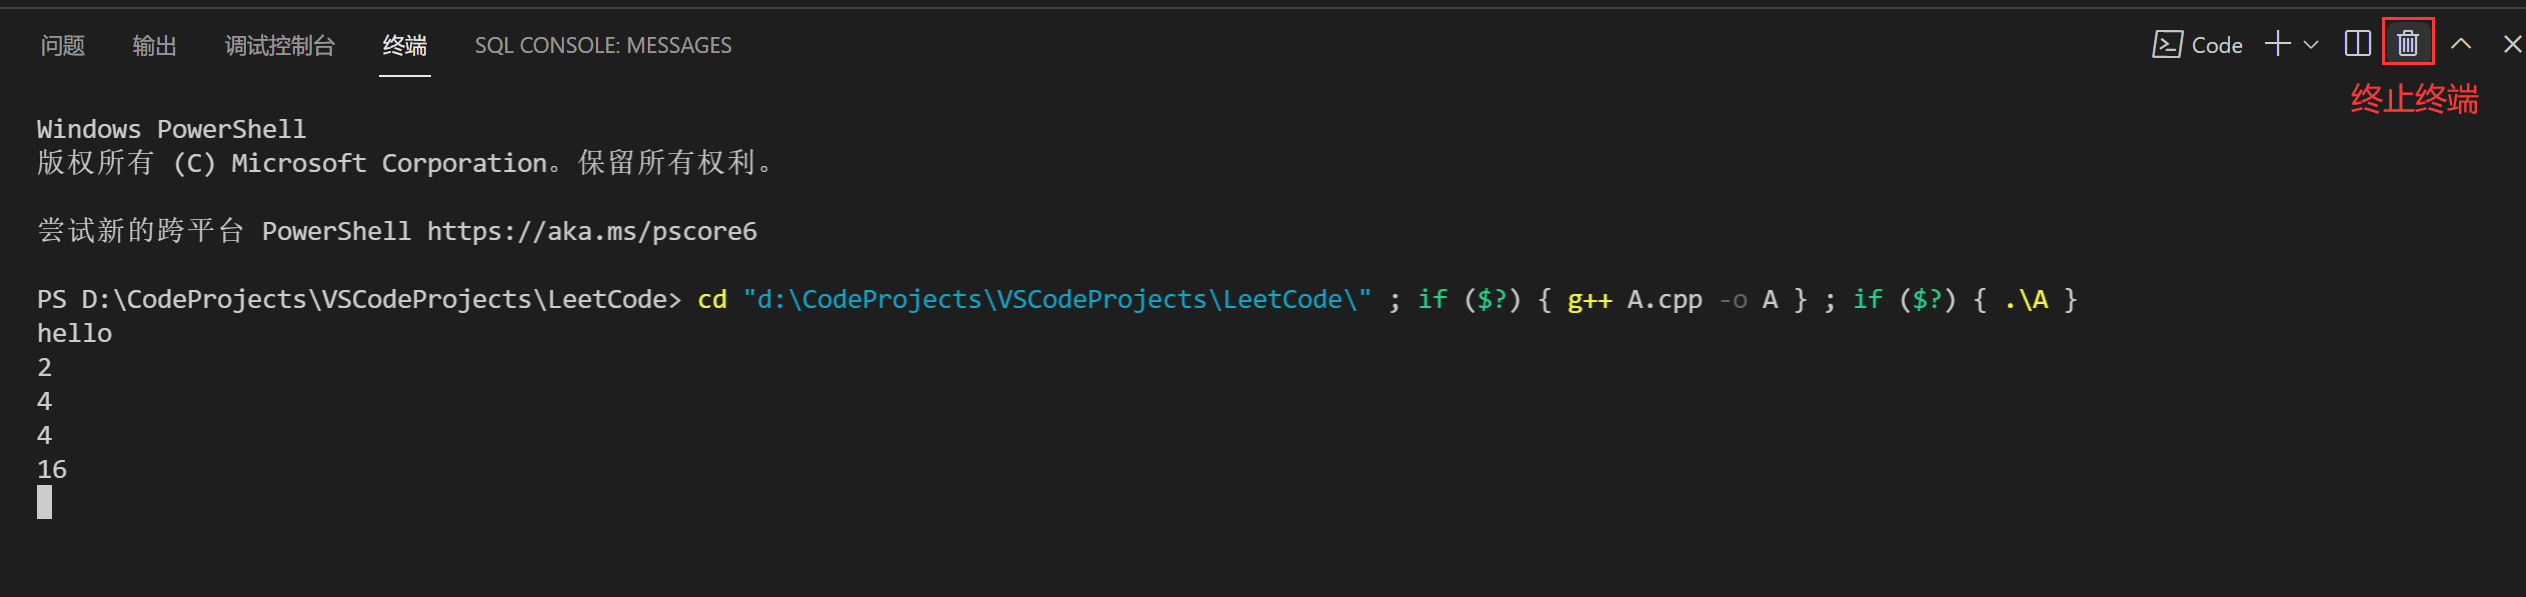 问题 输出 调试控制台 终端 SQL CONSOLE: MESSAGES Code
终止终端
Windows PowerShell
版权所有 (C) Microsoft Corporation。保留所有权利。
尝试新的跨平台 PowerShell https://aka.ms/pscore6
PS D:\CodeProjects\VSCodeProjects\LeetCode> cd "d:\CodeProjects\VSCodeProjects\LeetCode\" ; if ($?) { g++ A.cpp -o A } ; if ($?) { .\A }
hello
2
4
4
16